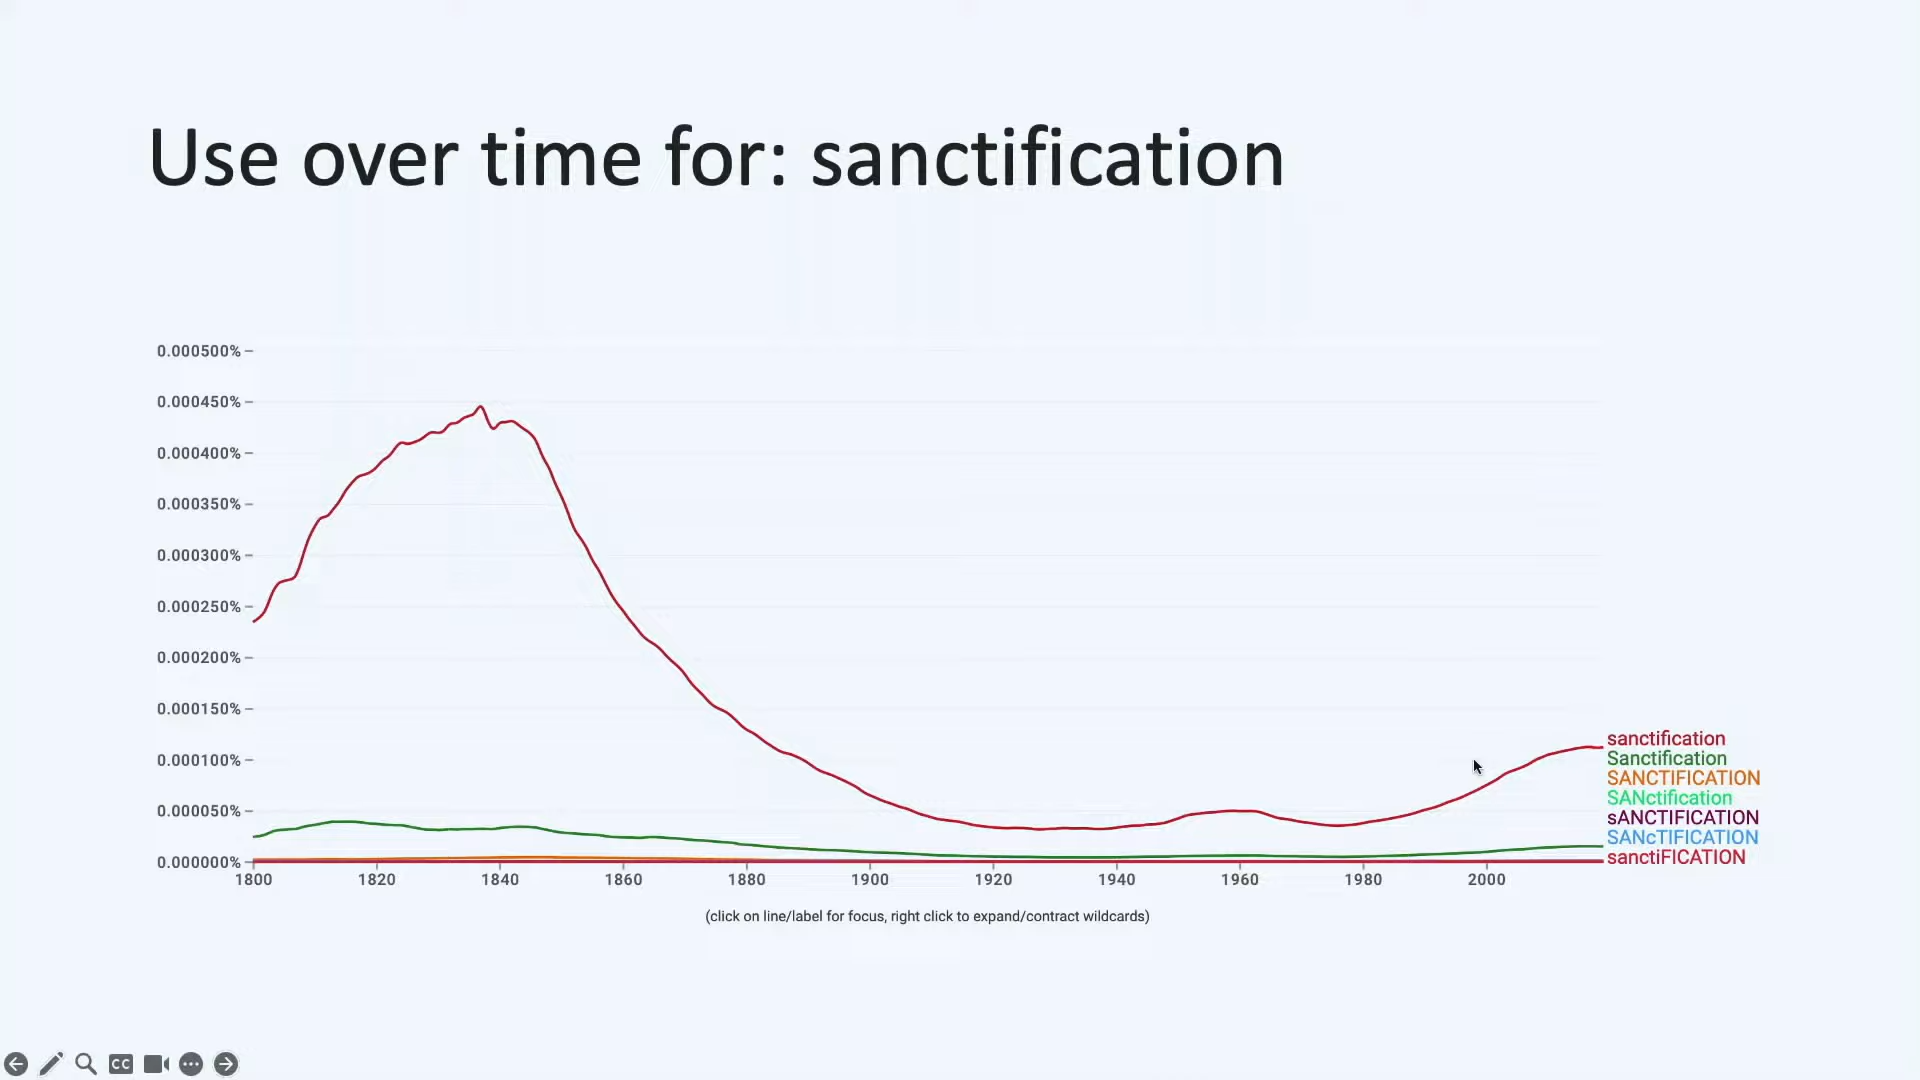 Use over time for: sanctification
0.000500%
0.000450%
0.000400%
0.000350%
0.000300%
0.000250%
0.000200%
0.000150%
0.000100%
0.000050%
0.000000%
1800 1820 1840 1860 1880 1900 1920 1940 1960 1980 2000
sanctification
Sanctification
SANCTIFICATION
SANctification
sANCTIFICATION
SANcTIFICATION
sanctiFICATION
(click on line/label for focus, right click to expand/contract wildcards)
CC